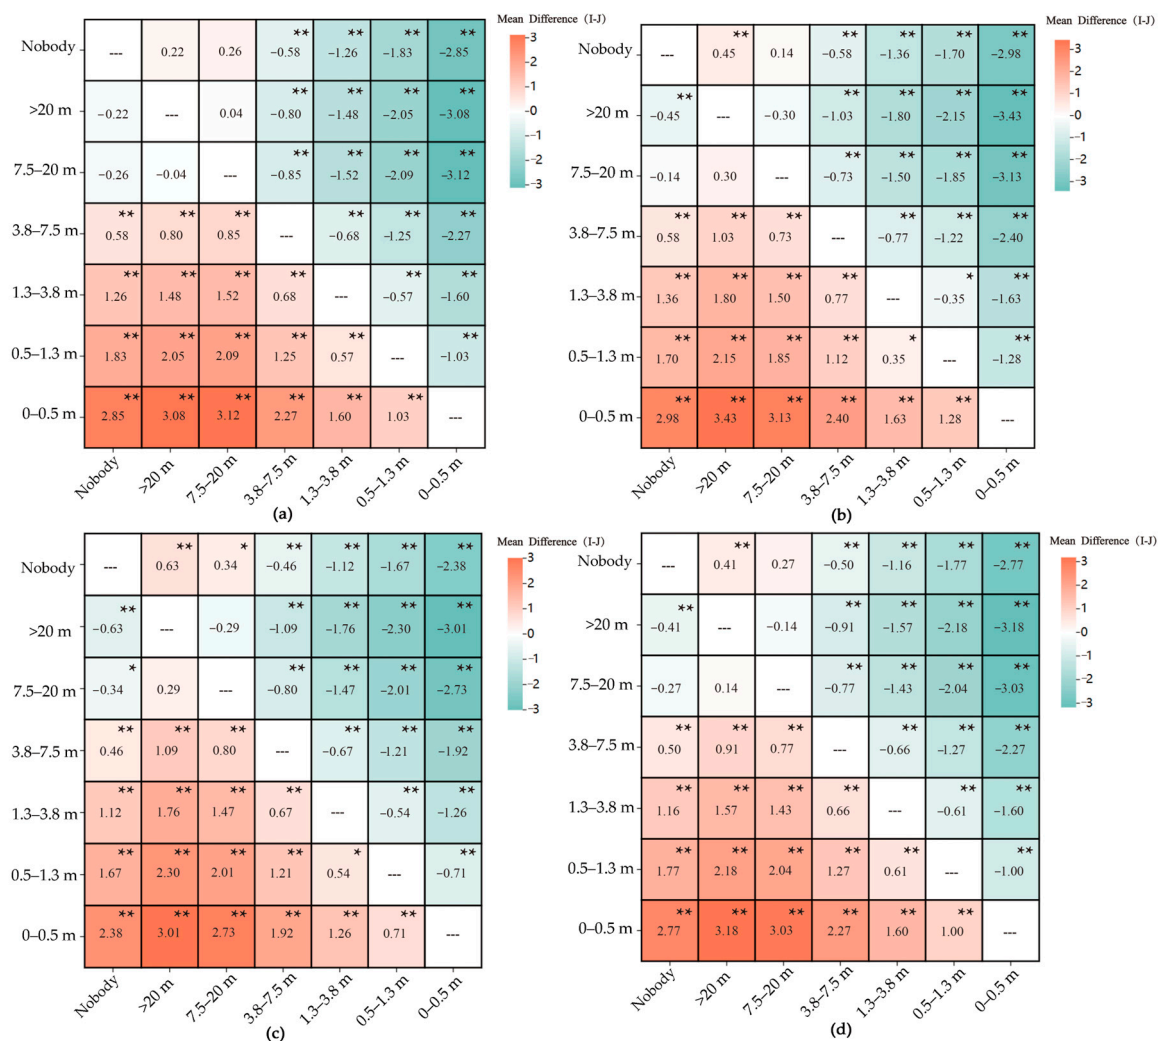 Mean Difference (I-J)
** ** ** **
Nobody --- 0.22 0.26 −0.58 −1.26 −1.83 −2.85
** ** ** **
>20 m −0.22 --- 0.04 −0.80 −1.48 −2.05 −3.08
** ** ** **
7.5–20 m −0.26 −0.04 --- −0.85 −1.52 −2.09 −3.12
** ** ** ** ** **
3.8–7.5 m 0.58 0.80 0.85 --- −0.68 −1.25 −2.27
** ** ** ** ** **
1.3–3.8 m 1.26 1.48 1.52 0.68 --- −0.57 −1.60
** ** ** ** ** **
0.5–1.3 m 1.83 2.05 2.09 1.25 0.57 --- −1.03
** ** ** ** ** **
0–0.5 m 2.85 3.08 3.12 2.27 1.60 1.03 ---
Nobody >20 m 7.5–20 m 3.8–7.5 m 1.3–3.8 m 0.5–1.3 m 0–0.5 m
3
2
1
0
−1
−2
−3
(a)
Mean Difference (I-J)
** ** ** ** **
Nobody --- 0.45 0.14 −0.58 −1.36 −1.70 −2.98
** ** ** ** **
>20 m −0.45 --- −0.30 −1.03 −1.80 −2.15 −3.43
** ** ** **
7.5–20 m −0.14 0.30 --- −0.73 −1.50 −1.85 −3.13
** ** ** ** ** **
3.8–7.5 m 0.58 1.03 0.73 --- −0.77 −1.22 −2.40
** ** ** ** * **
1.3–3.8 m 1.36 1.80 1.50 0.77 --- −0.35 −1.63
** ** ** ** * **
0.5–1.3 m 1.70 2.15 1.85 1.12 0.35 --- −1.28
** ** ** ** ** **
0–0.5 m 2.98 3.43 3.13 2.40 1.63 1.28 ---
Nobody >20 m 7.5–20 m 3.8–7.5 m 1.3–3.8 m 0.5–1.3 m 0–0.5 m
3
2
1
0
−1
−2
−3
(b)
Mean Difference (I-J)
** * ** ** ** **
Nobody --- 0.63 0.34 −0.46 −1.12 −1.67 −2.38
** ** ** ** **
>20 m −0.63 --- −0.29 −1.09 −1.76 −2.30 −3.01
* ** ** ** **
7.5–20 m −0.34 0.29 --- −0.80 −1.47 −2.01 −2.73
** ** ** ** ** **
3.8–7.5 m 0.46 1.09 0.80 --- −0.67 −1.21 −1.92
** ** ** ** ** **
1.3–3.8 m 1.12 1.76 1.47 0.67 --- −0.54 −1.26
** ** ** ** * **
0.5–1.3 m 1.67 2.30 2.01 1.21 0.54 --- −0.71
** ** ** ** ** **
0–0.5 m 2.38 3.01 2.73 1.92 1.26 0.71 ---
Nobody >20 m 7.5–20 m 3.8–7.5 m 1.3–3.8 m 0.5–1.3 m 0–0.5 m
3
2
1
0
−1
−2
−3
(c)
Mean Difference (I-J)
** ** ** ** **
Nobody --- 0.41 0.27 −0.50 −1.16 −1.77 −2.77
** ** ** ** **
>20 m −0.41 --- −0.14 −0.91 −1.57 −2.18 −3.18
** ** ** **
7.5–20 m −0.27 0.14 --- −0.77 −1.43 −2.04 −3.03
** ** ** ** ** **
3.8–7.5 m 0.50 0.91 0.77 --- −0.66 −1.27 −2.27
** ** ** ** ** **
1.3–3.8 m 1.16 1.57 1.43 0.66 --- −0.61 −1.60
** ** ** ** ** **
0.5–1.3 m 1.77 2.18 2.04 1.27 0.61 --- −1.00
** ** ** ** ** **
0–0.5 m 2.77 3.18 3.03 2.27 1.60 1.00 ---
Nobody >20 m 7.5–20 m 3.8–7.5 m 1.3–3.8 m 0.5–1.3 m 0–0.5 m
3
2
1
0
−1
−2
−3
(d)